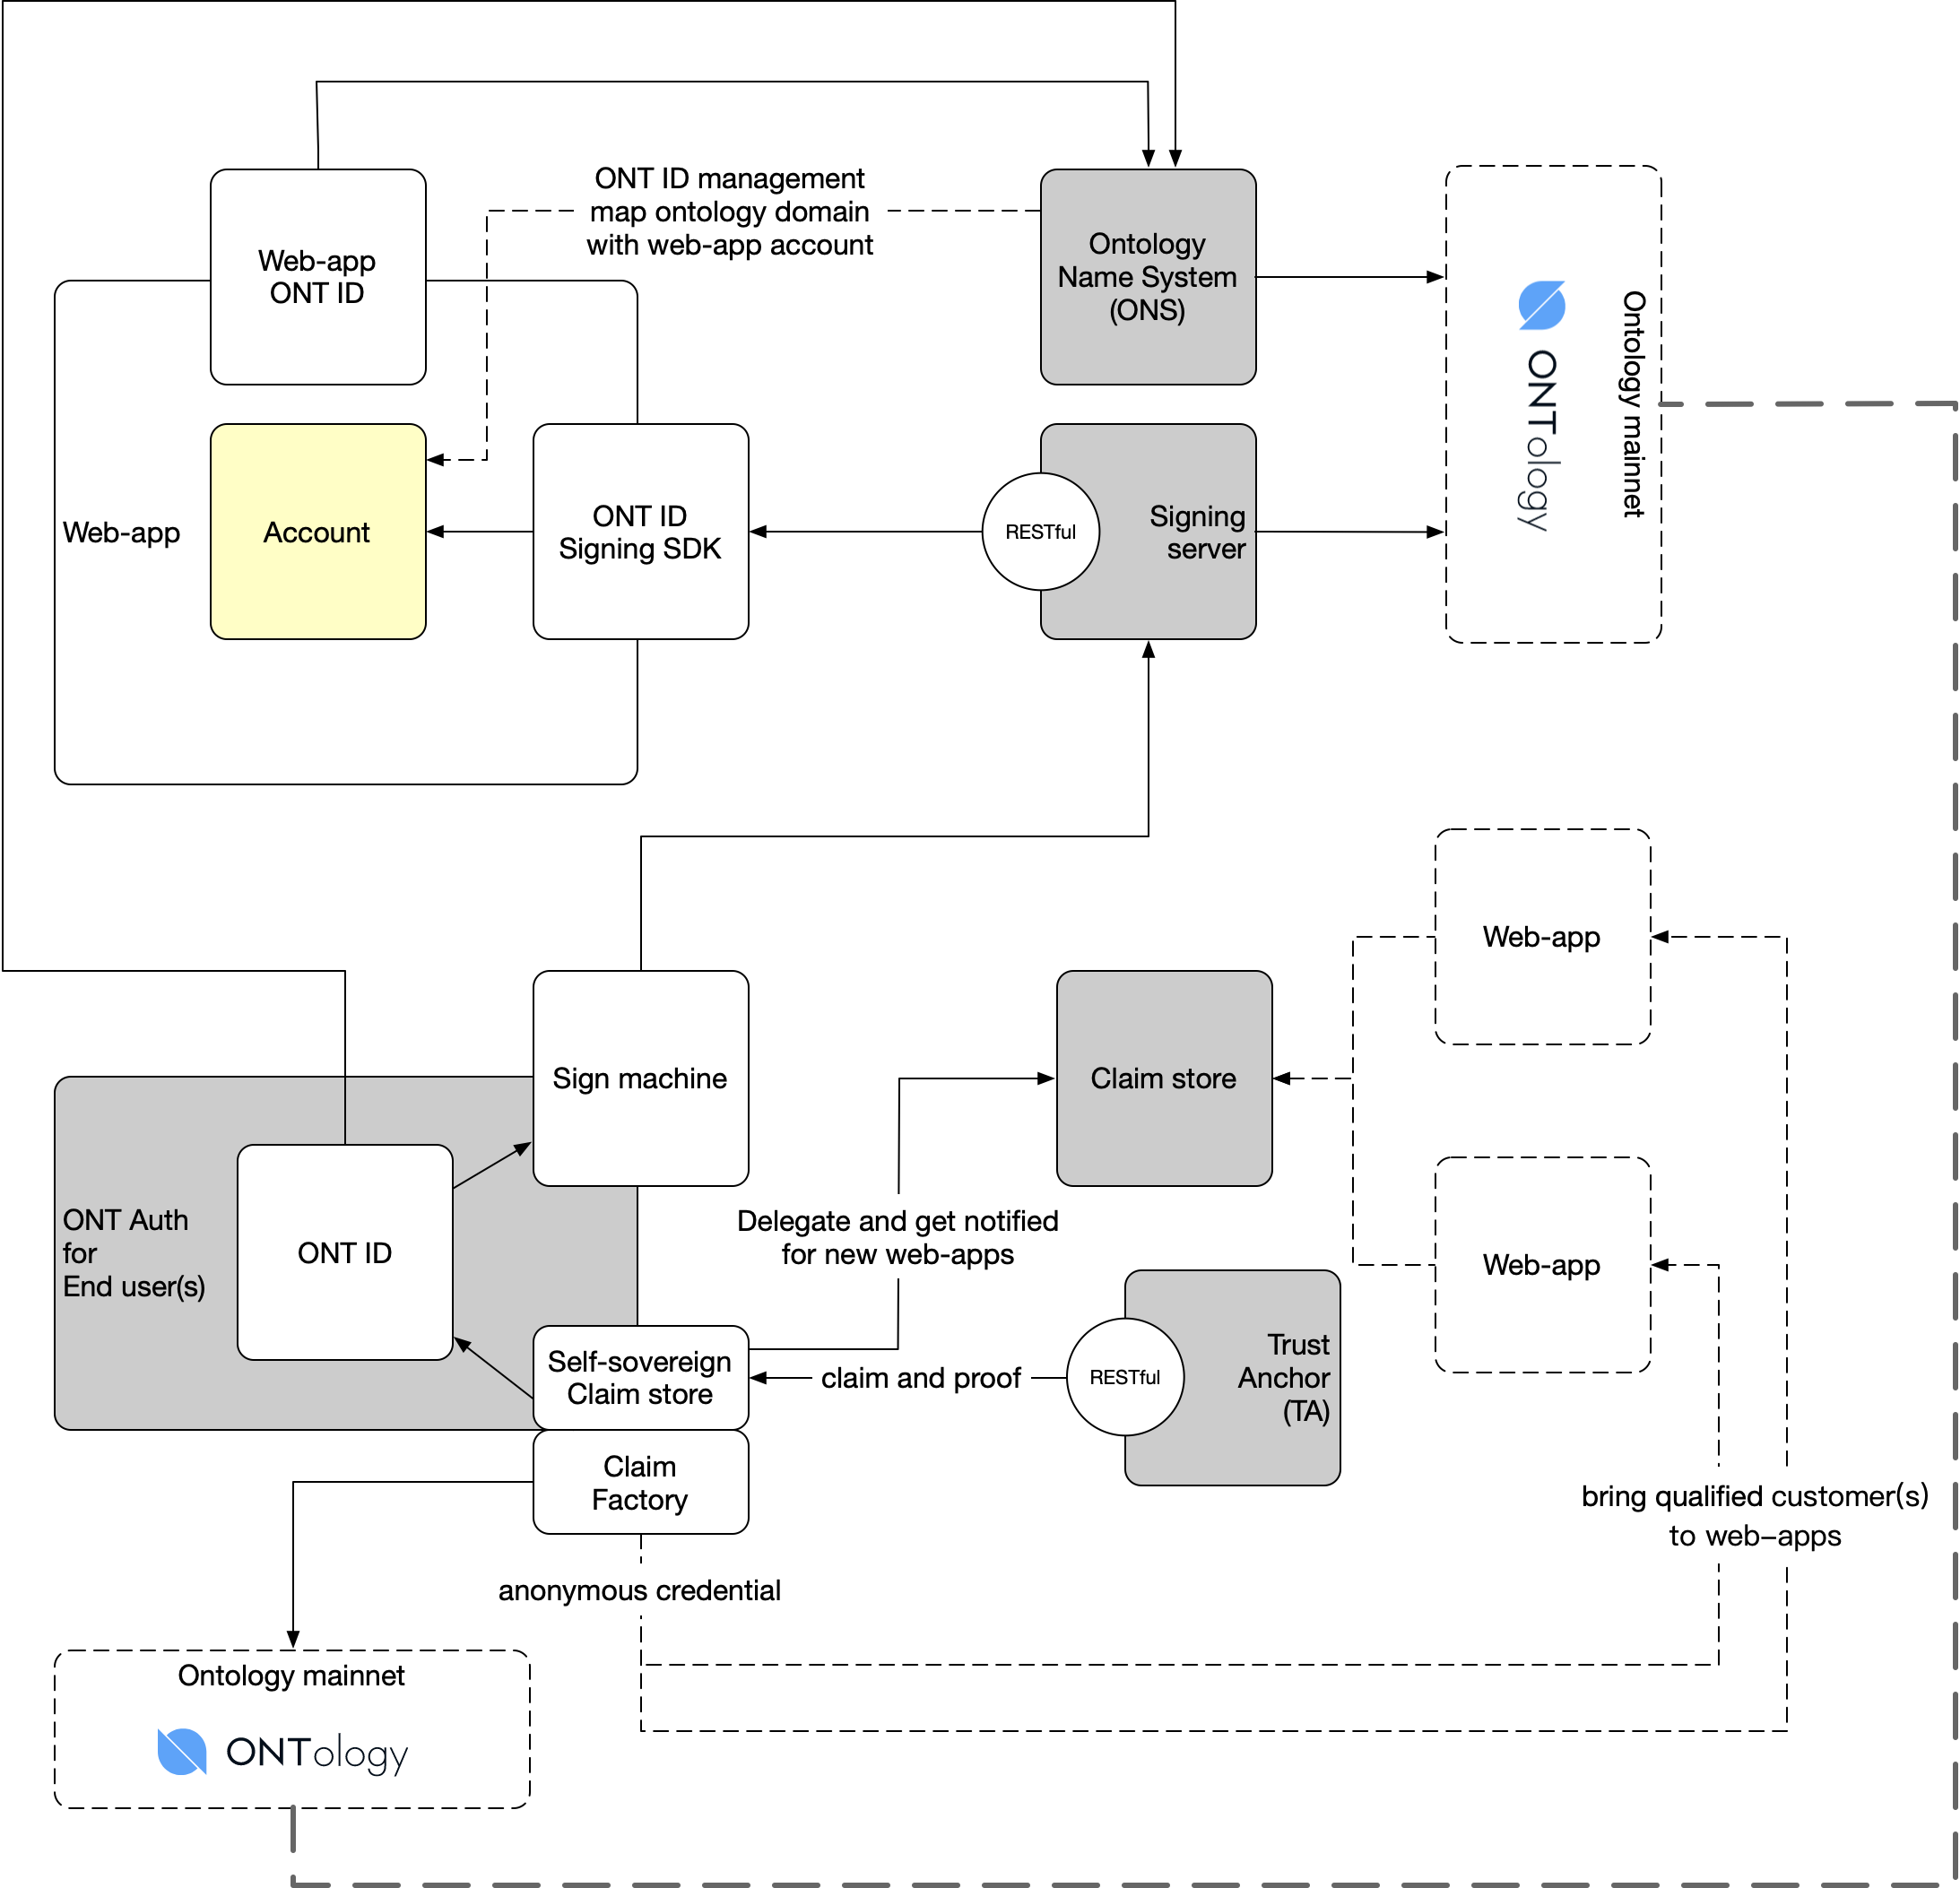 ONT ID management
map ontology domain
with web-app account
Web-app
ONT ID
Ontology
Name System
(ONS)
Ontology mainnet
ONTology
Web-app
Account
ONT ID
Signing SDK
RESTful
Signing
server
Web-app
Sign machine
Claim store
ONT Auth
for
End user(s)
ONT ID
Delegate and get notified
for new web-apps
Web-app
Self-sovereign
Claim store
claim and proof
RESTful
Trust
Anchor
(TA)
Claim
Factory
bring qualified customer(s)
to web–apps
anonymous credential
Ontology mainnet
ONTology